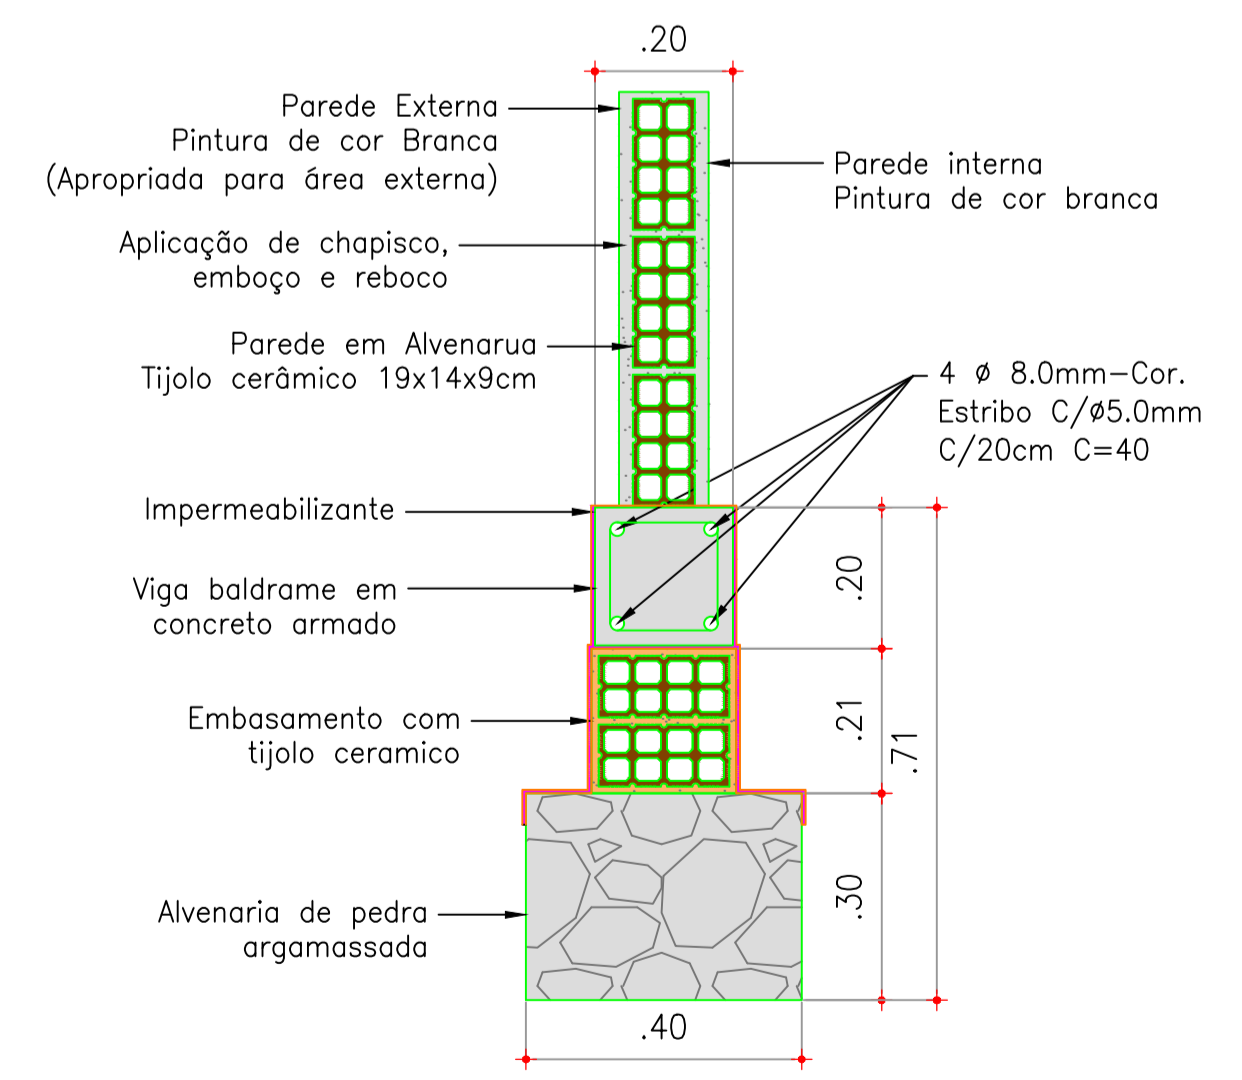 .20
Parede Externa
Pintura de cor Branca
(Apropriada para área externa)
Parede interna
Pintura de cor branca
Aplicação de chapisco,
emboço e reboco
Parede em Alvenarua
Tijolo cerâmico 19x14x9cm
4 ø 8.0mm-Cor.
Estribo C/ø5.0mm
C/20cm C=40
Impermeabilizante
Viga baldrame em
concreto armado
.20
Embasamento com
tijolo ceramico
.21
.71
Alvenaria de pedra
argamassada
.30
.40